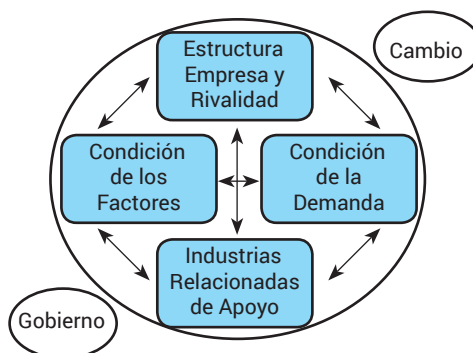 Estructura
Empresa y
Rivalidad
Cambio
Condición
de los
Factores
Condición
de la
Demanda
Industrias
Relacionadas
de Apoyo
Gobierno